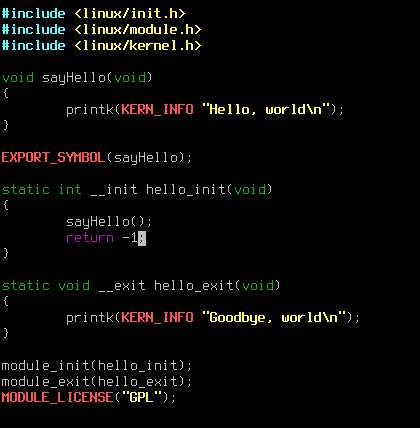 #include <linux/init.h>
#include <linux/module.h>
#include <linux/kernel.h>
void sayHello(void)
{
        printk(KERN_INFO "Hello, world\n");
}
EXPORT_SYMBOL(sayHello);
static int __init hello_init(void)
{
        sayHello();
        return -1;
}
static void __exit hello_exit(void)
{
        printk(KERN_INFO "Goodbye, world\n");
}
module_init(hello_init);
module_exit(hello_exit);
MODULE_LICENSE("GPL");